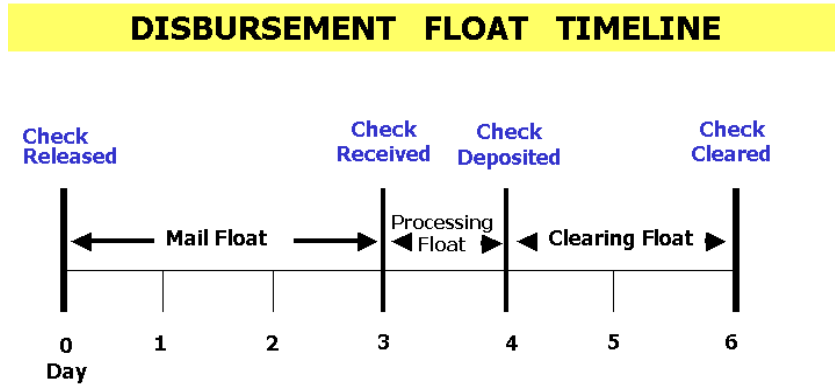 DISBURSEMENT FLOAT TIMELINE
Check
Released
Check
Received
Check
Deposited
Check
Cleared
Mail Float
Processing
Float
Clearing Float
0
1
2
3
4
5
6
Day